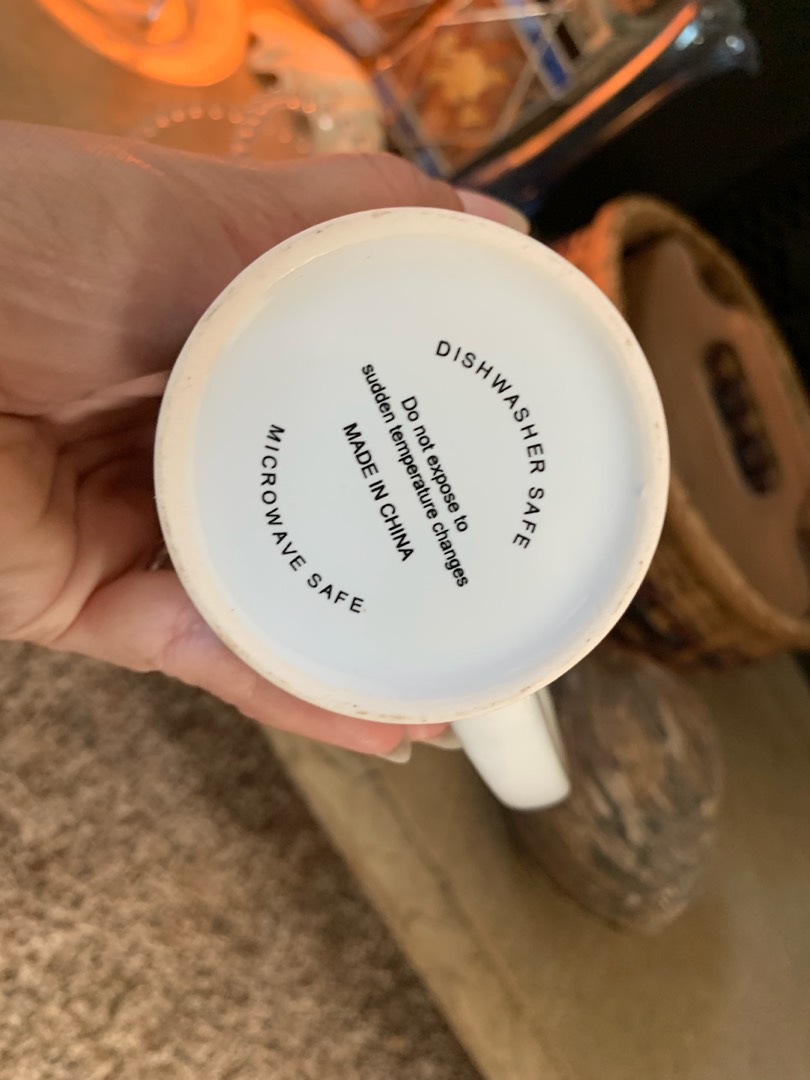 DISHWASHER SAFE
Do not expose to
sudden temperature changes
MADE IN CHINA
MICROWAVE SAFE